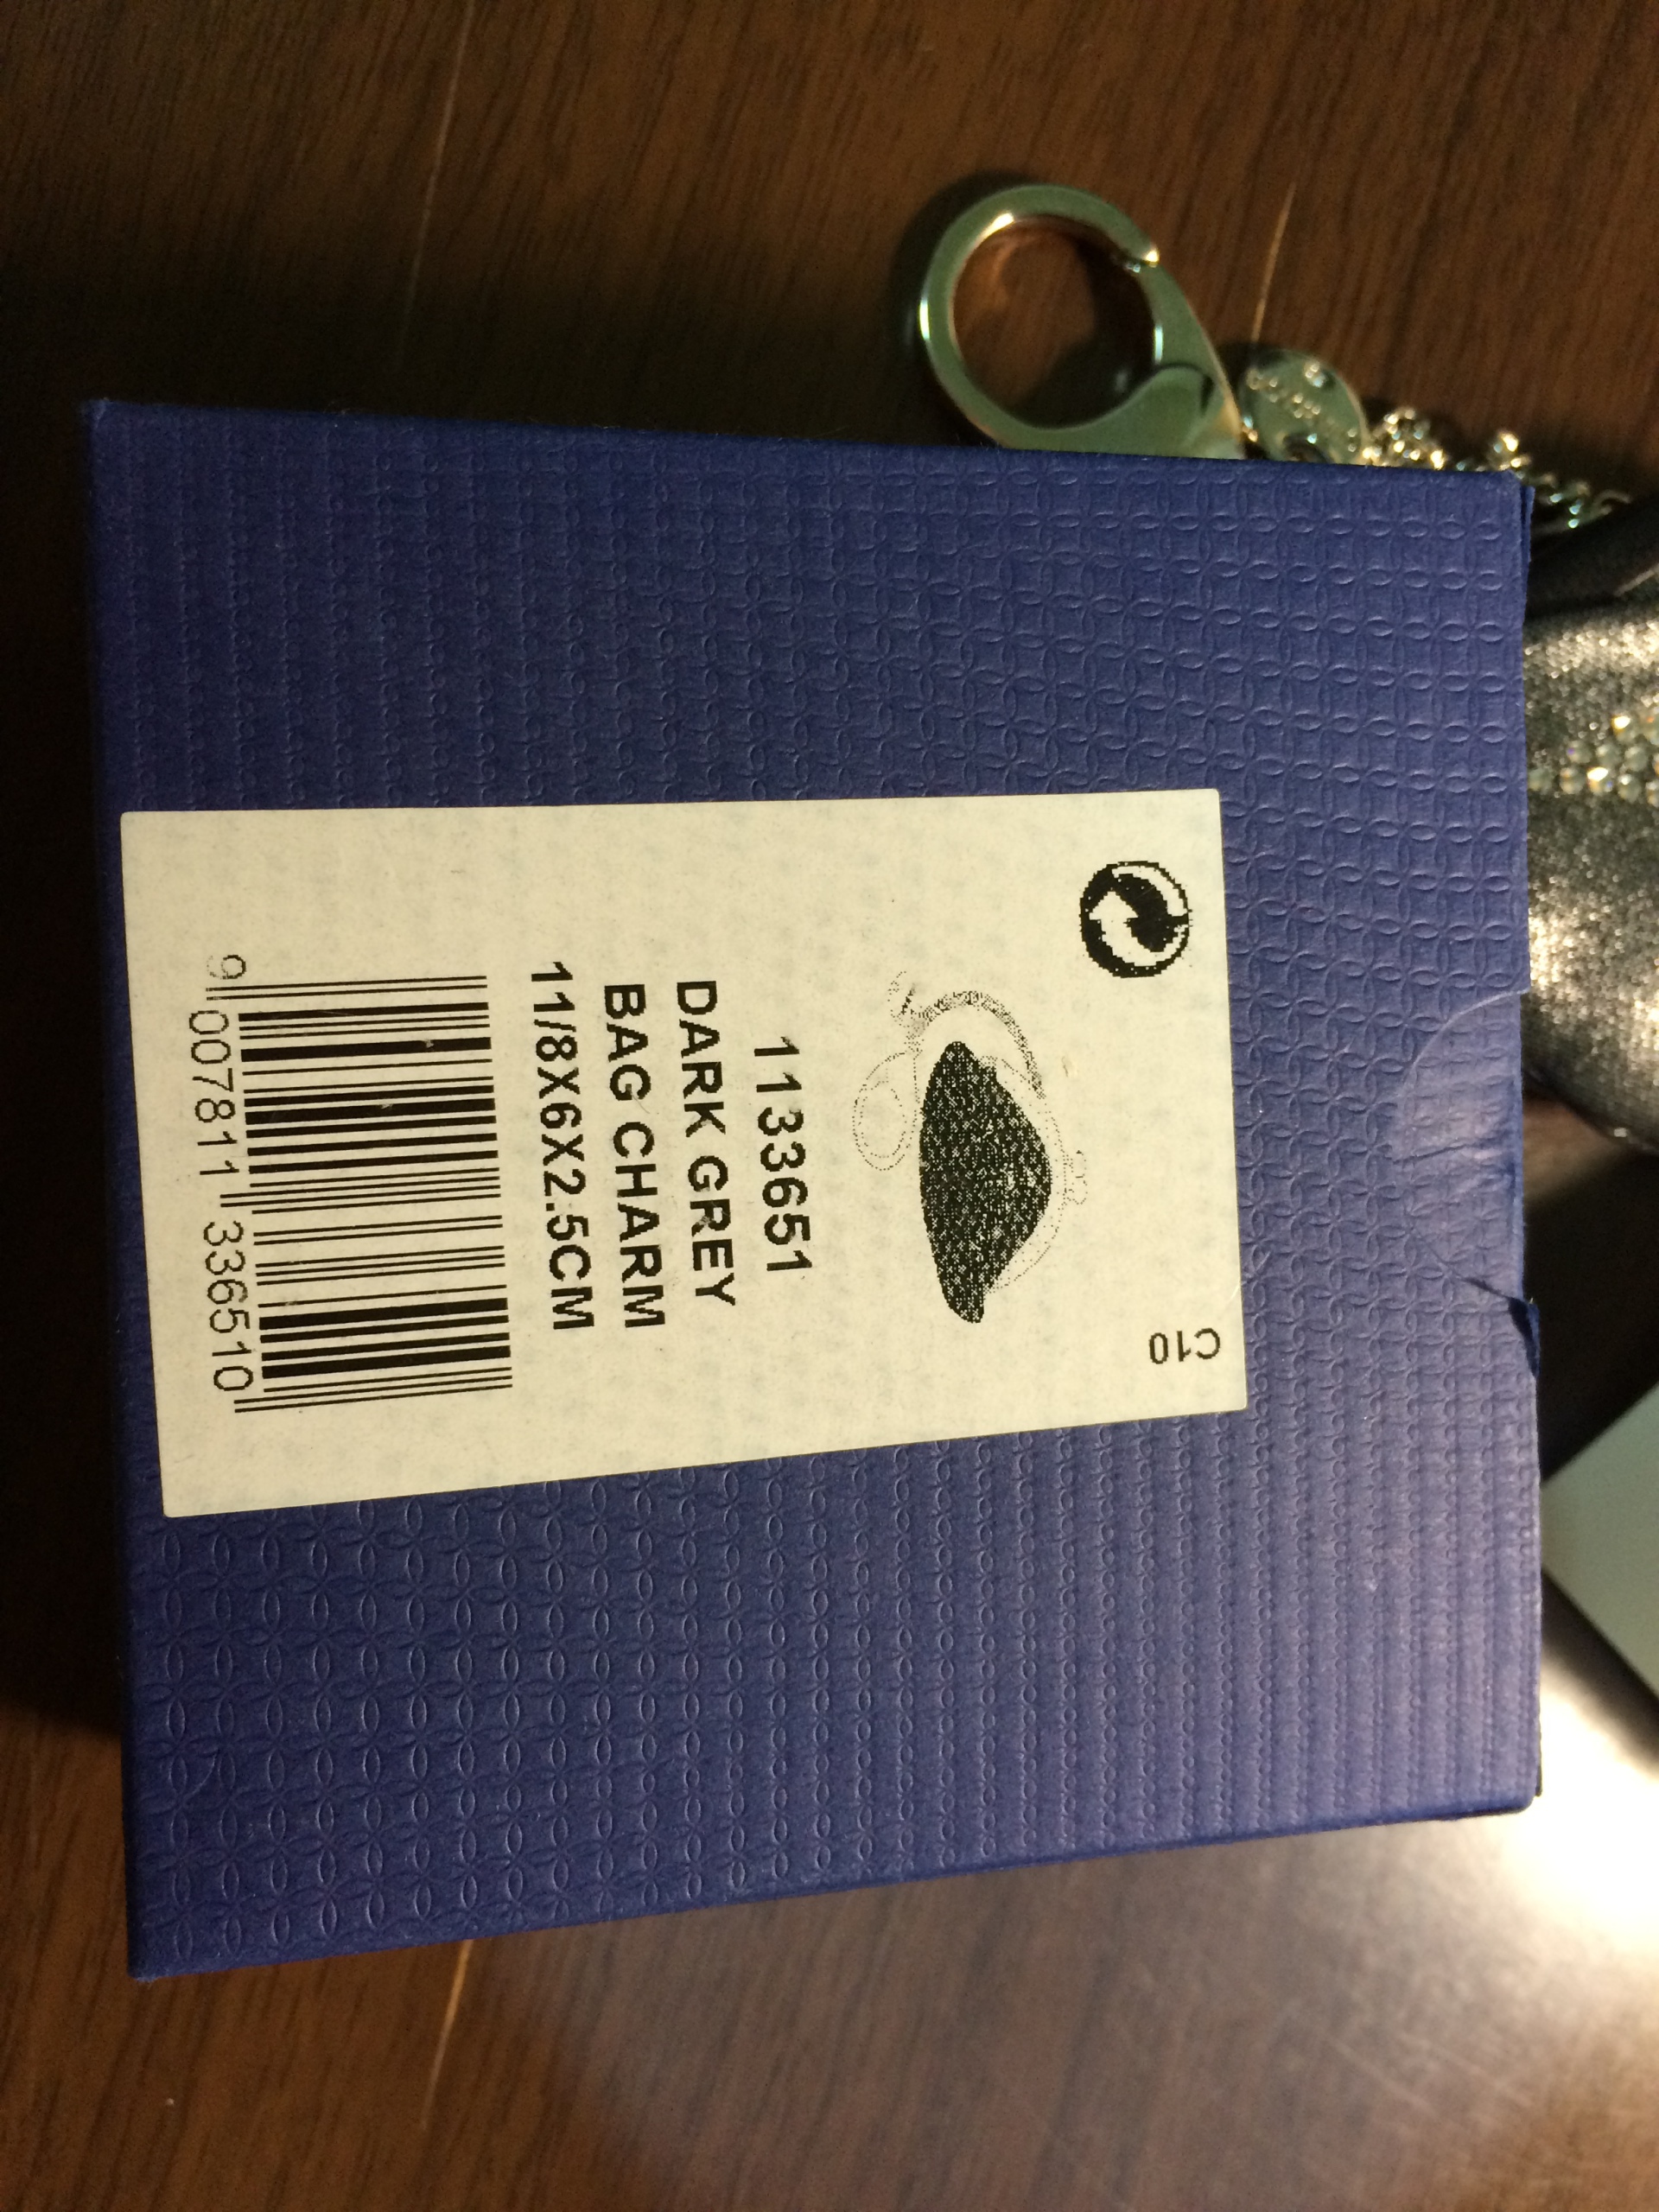 C10
1133651
DARK GREY
BAG CHARM
11/8X6X2.5CM
9 007811 336510